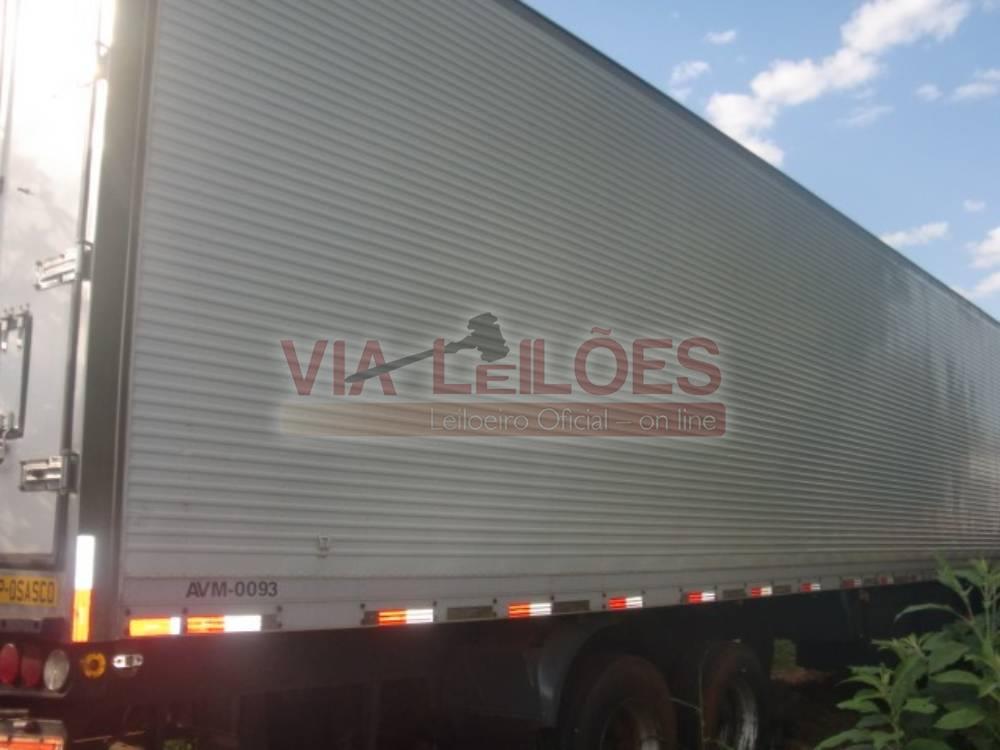 VIA LEILÕES
Leiloeiro Oficial – on line
AVM-0093
P-OSASCO